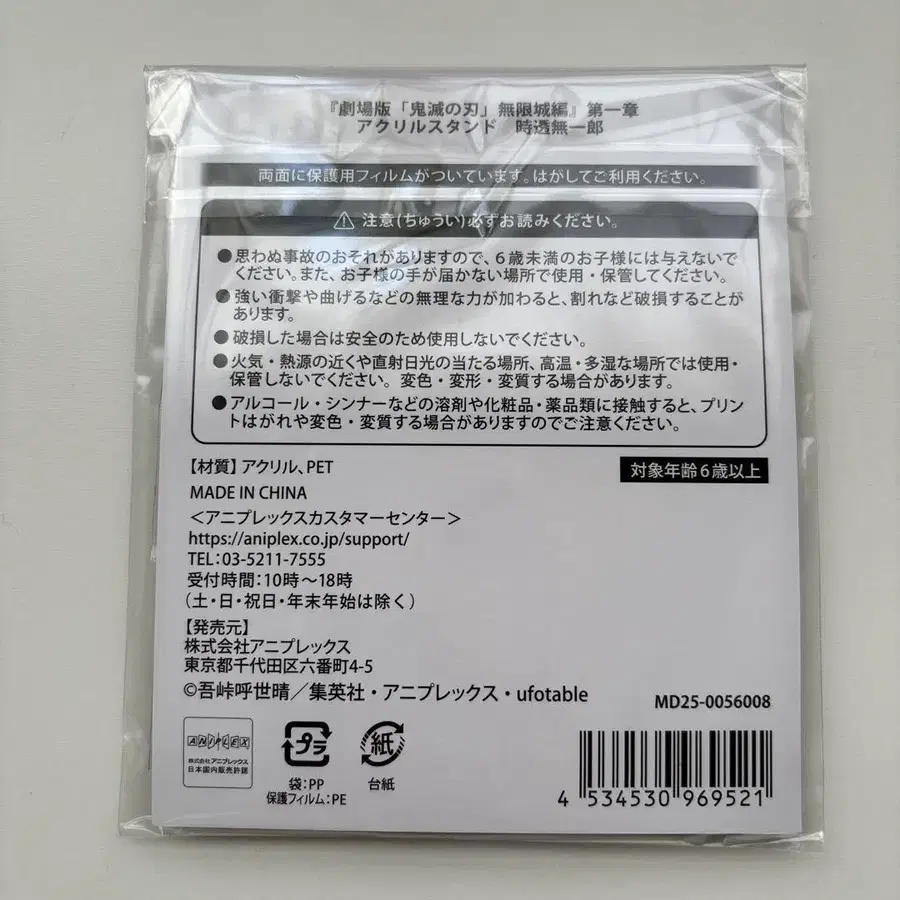 『劇場版「鬼滅の刃」無限城編』第一章
アクリルスタンド　時透無一郎
両面に保護用フィルムがついています。はがしてご利用ください。
⚠ 注意(ちゅうい)必ずお読みください。
●思わぬ事故のおそれがありますので、６歳未満のお子様には与えないで
ください。また、お子様の手が届かない場所で使用・保管してください。
●強い衝撃や曲げるなどの無理な力が加わると、割れなど破損することが
あります。
●破損した場合は安全のため使用しないでください。
●火気・熱源の近くや直射日光の当たる場所、高温・多湿な場所では使用・
保管しないでください。変色・変形・変質する場合があります。
●アルコール・シンナーなどの溶剤や化粧品・薬品類に接触すると、プリン
トはがれや変色・変質する場合がありますのでご注意ください。
【材質】アクリル、PET
対象年齢６歳以上
MADE IN CHINA
＜アニプレックスカスタマーセンター＞
https://aniplex.co.jp/support/
TEL：03-5211-7555
受付時間：10時～18時
（土・日・祝日・年末年始は除く）
【発売元】
株式会社アニプレックス
東京都千代田区六番町4-5
©吾峠呼世晴／集英社・アニプレックス・ufotable
MD25-0056008
ANIPLEX
株式会社アニプレックス
日本国内販売許諾
プラ
袋：PP
保護フィルム：PE
紙
台紙
4 534530 969521